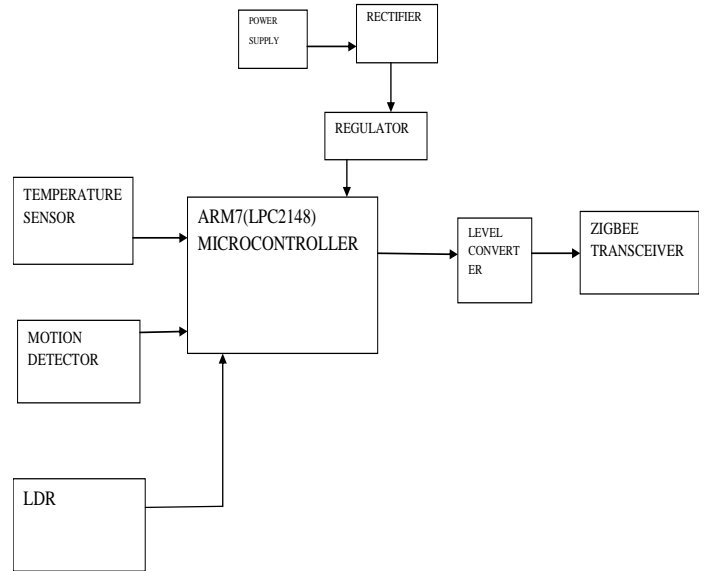 POWER
SUPPLY
RECTIFIER
REGULATOR
TEMPERATURE
SENSOR
ARM7(LPC2148)
MICROCONTROLLER
LEVEL
CONVERT
ER
ZIGBEE
TRANSCEIVER
MOTION
DETECTOR
LDR